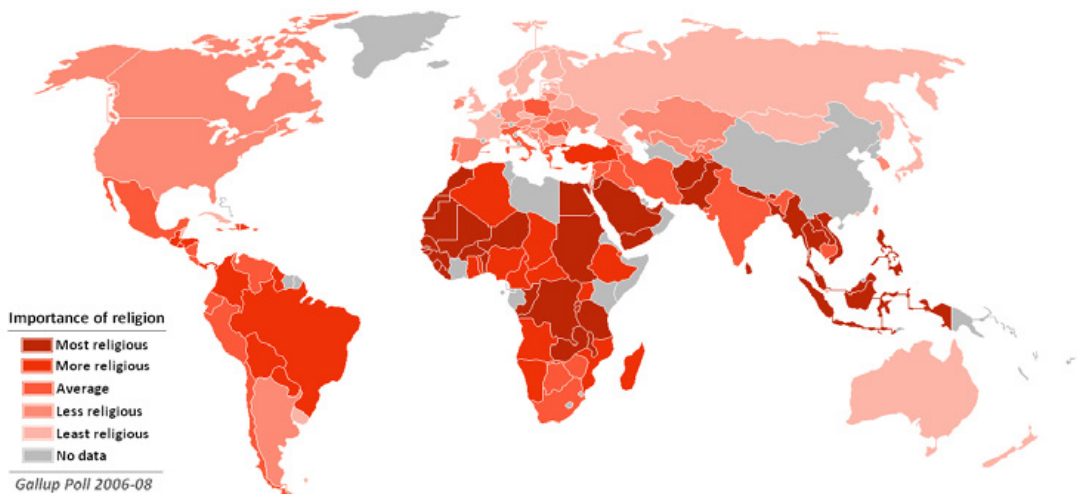 Importance of religion
Most religious
More religious
Average
Less religious
Least religious
No data
Gallup Poll 2006-08